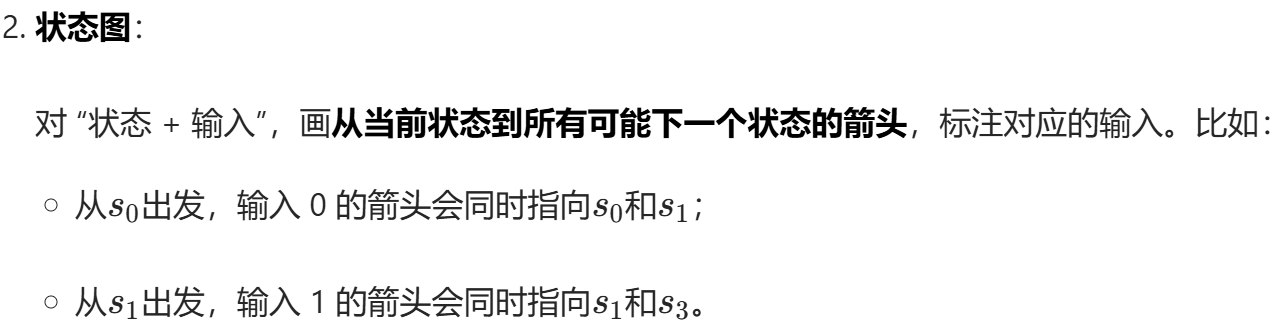 2. 状态图：
对 “状态 + 输入”，画从当前状态到所有可能下一个状态的箭头，标注对应的输入。比如：
○ 从s₀出发，输入 0 的箭头会同时指向s₀和s₁；
○ 从s₁出发，输入 1 的箭头会同时指向s₁和s₃。